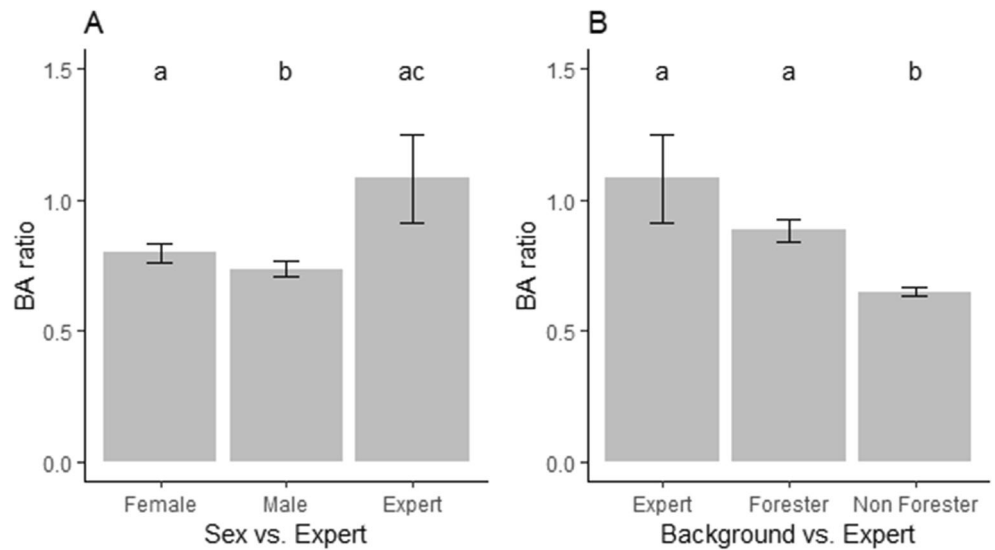 A
a b ac
1.5
1.0
0.5
0.0
BA ratio
Female Male Expert
Sex vs. Expert
B
a a b
1.5
1.0
0.5
0.0
BA ratio
Expert Forester Non Forester
Background vs. Expert